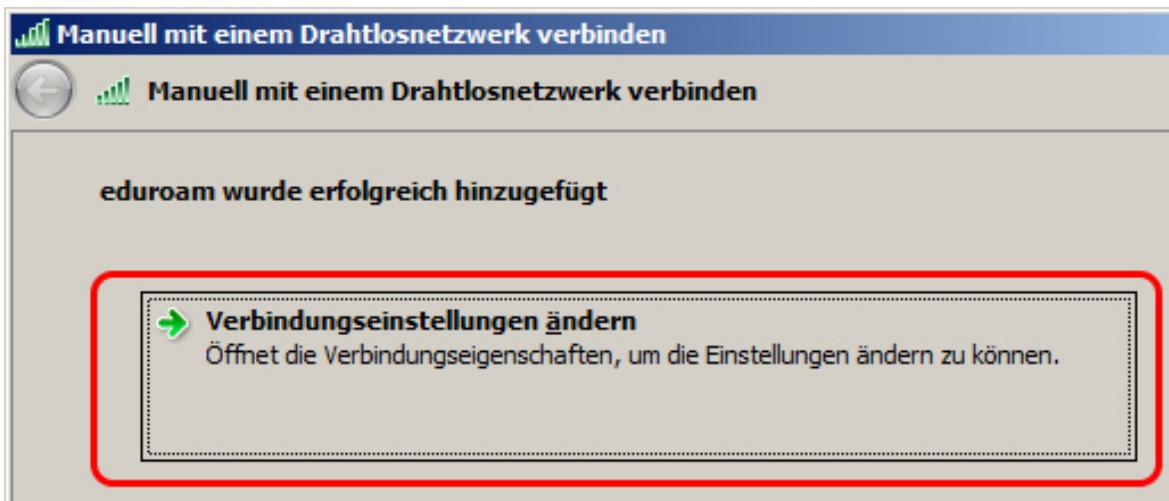 Manuell mit einem Drahtlosnetzwerk verbinden
Manuell mit einem Drahtlosnetzwerk verbinden
eduroam wurde erfolgreich hinzugefügt
Verbindungseinstellungen ändern
Öffnet die Verbindungseigenschaften, um die Einstellungen ändern zu können.